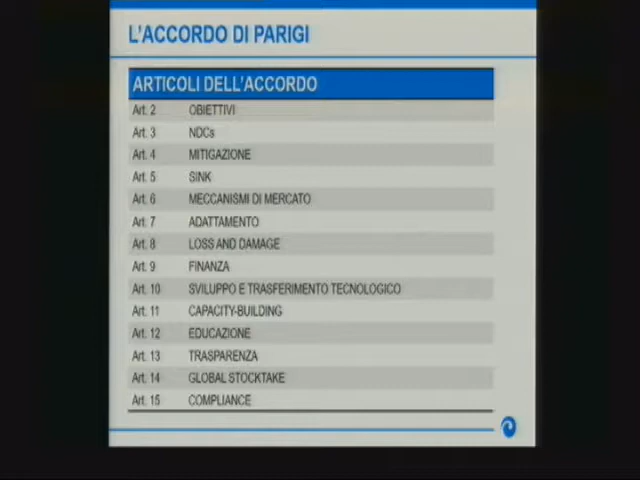 L'ACCORDO DI PARIGI
ARTICOLI DELL'ACCORDO
Art. 2 OBIETTIVI
Art. 3 NDCs
Art. 4 MITIGAZIONE
Art. 5 SINK
Art. 6 MECCANISMI DI MERCATO
Art. 7 ADATTAMENTO
Art. 8 LOSS AND DAMAGE
Art. 9 FINANZA
Art. 10 SVILUPPO E TRASFERIMENTO TECNOLOGICO
Art. 11 CAPACITY-BUILDING
Art. 12 EDUCAZIONE
Art. 13 TRASPARENZA
Art. 14 GLOBAL STOCKTAKE
Art. 15 COMPLIANCE